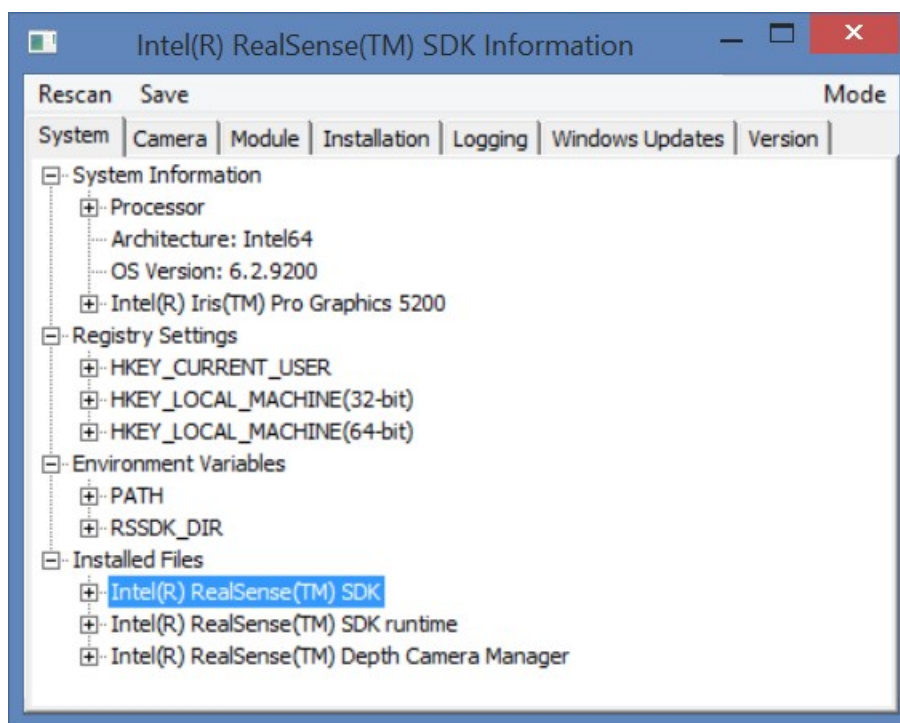 Intel(R) RealSense(TM) SDK Information
Rescan Save Mode
System Camera Module Installation Logging Windows Updates Version
System Information
Processor
Architecture: Intel64
OS Version: 6.2.9200
Intel(R) Iris(TM) Pro Graphics 5200
Registry Settings
HKEY_CURRENT_USER
HKEY_LOCAL_MACHINE(32-bit)
HKEY_LOCAL_MACHINE(64-bit)
Environment Variables
PATH
RSSDK_DIR
Installed Files
Intel(R) RealSense(TM) SDK
Intel(R) RealSense(TM) SDK runtime
Intel(R) RealSense(TM) Depth Camera Manager